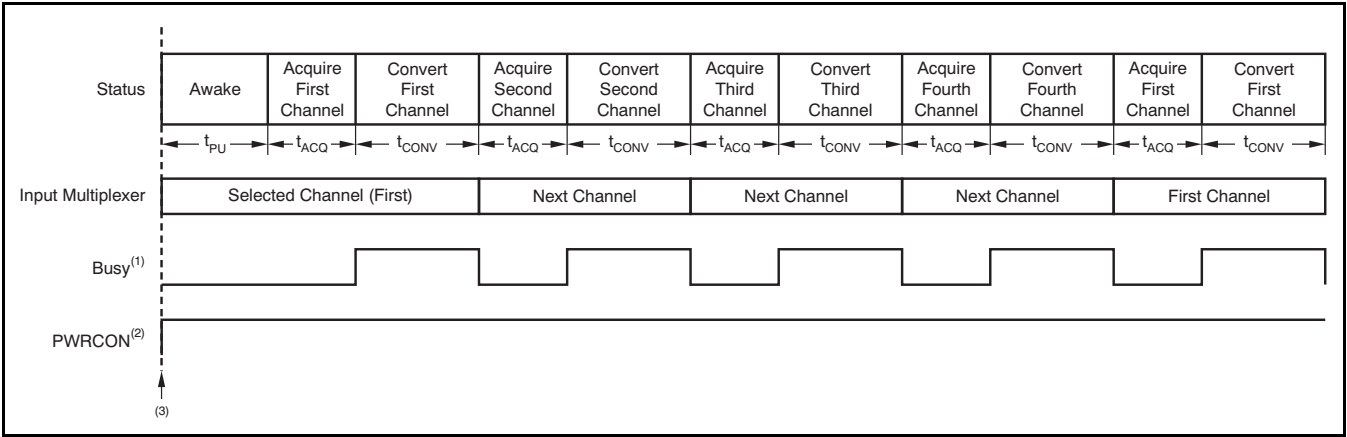 Status
Awake
Acquire First Channel
Convert First Channel
Acquire Second Channel
Convert Second Channel
Acquire Third Channel
Convert Third Channel
Acquire Fourth Channel
Convert Fourth Channel
Acquire First Channel
Convert First Channel
tPU
tACQ
tCONV
tACQ
tCONV
tACQ
tCONV
tACQ
tCONV
tACQ
tCONV
Input Multiplexer
Selected Channel (First)
Next Channel
Next Channel
Next Channel
First Channel
Busy(1)
PWRCON(2)
(3)